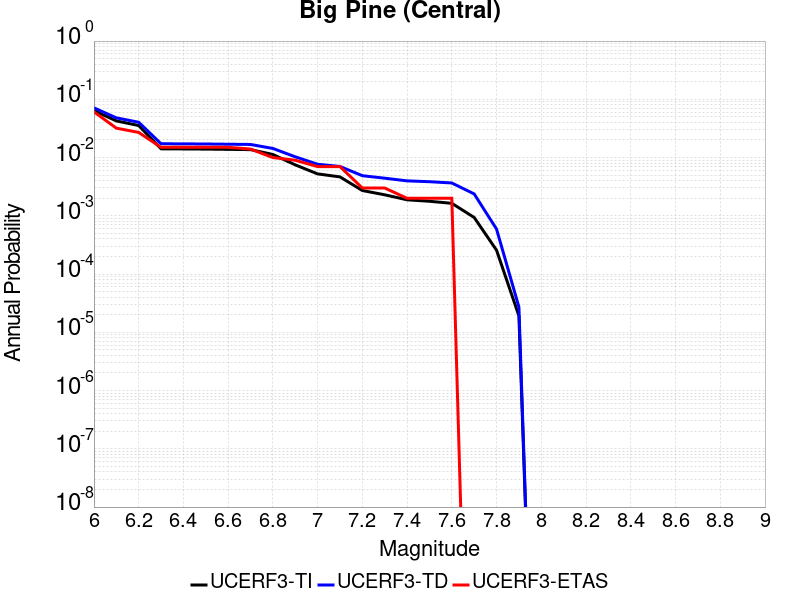 Big Pine (Central)
Annual Probability
10^0
10^-1
10^-2
10^-3
10^-4
10^-5
10^-6
10^-7
10^-8
6 6.2 6.4 6.6 6.8 7 7.2 7.4 7.6 7.8 8 8.2 8.4 8.6 8.8 9
Magnitude
UCERF3-TI UCERF3-TD UCERF3-ETAS